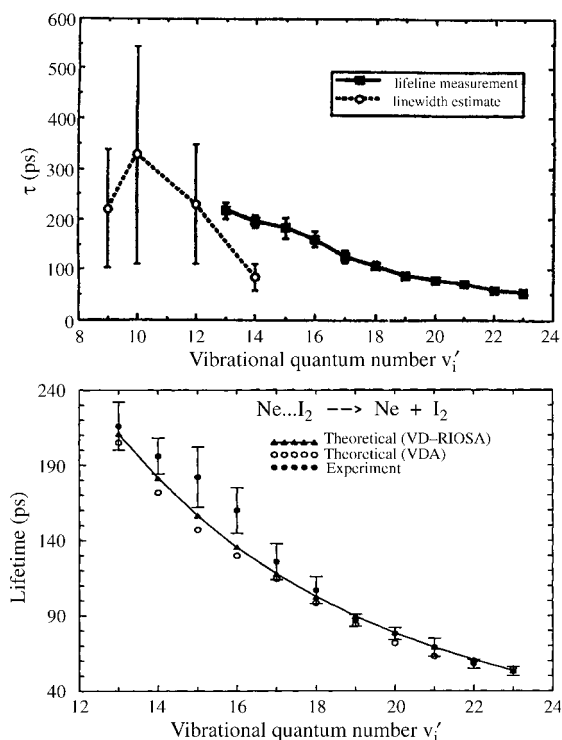 600
500
400
300
200
100
0
τ (ps)
lifeline measurement
linewidth estimate
8 10 12 14 16 18 20 22 24
Vibrational quantum number vᵢ′
240
190
140
90
40
Lifetime (ps)
Ne...I₂ ---> Ne + I₂
Theoretical (VD–RIOSA)
Theoretical (VDA)
Experiment
12 14 16 18 20 22 24
Vibrational quantum number vᵢ′